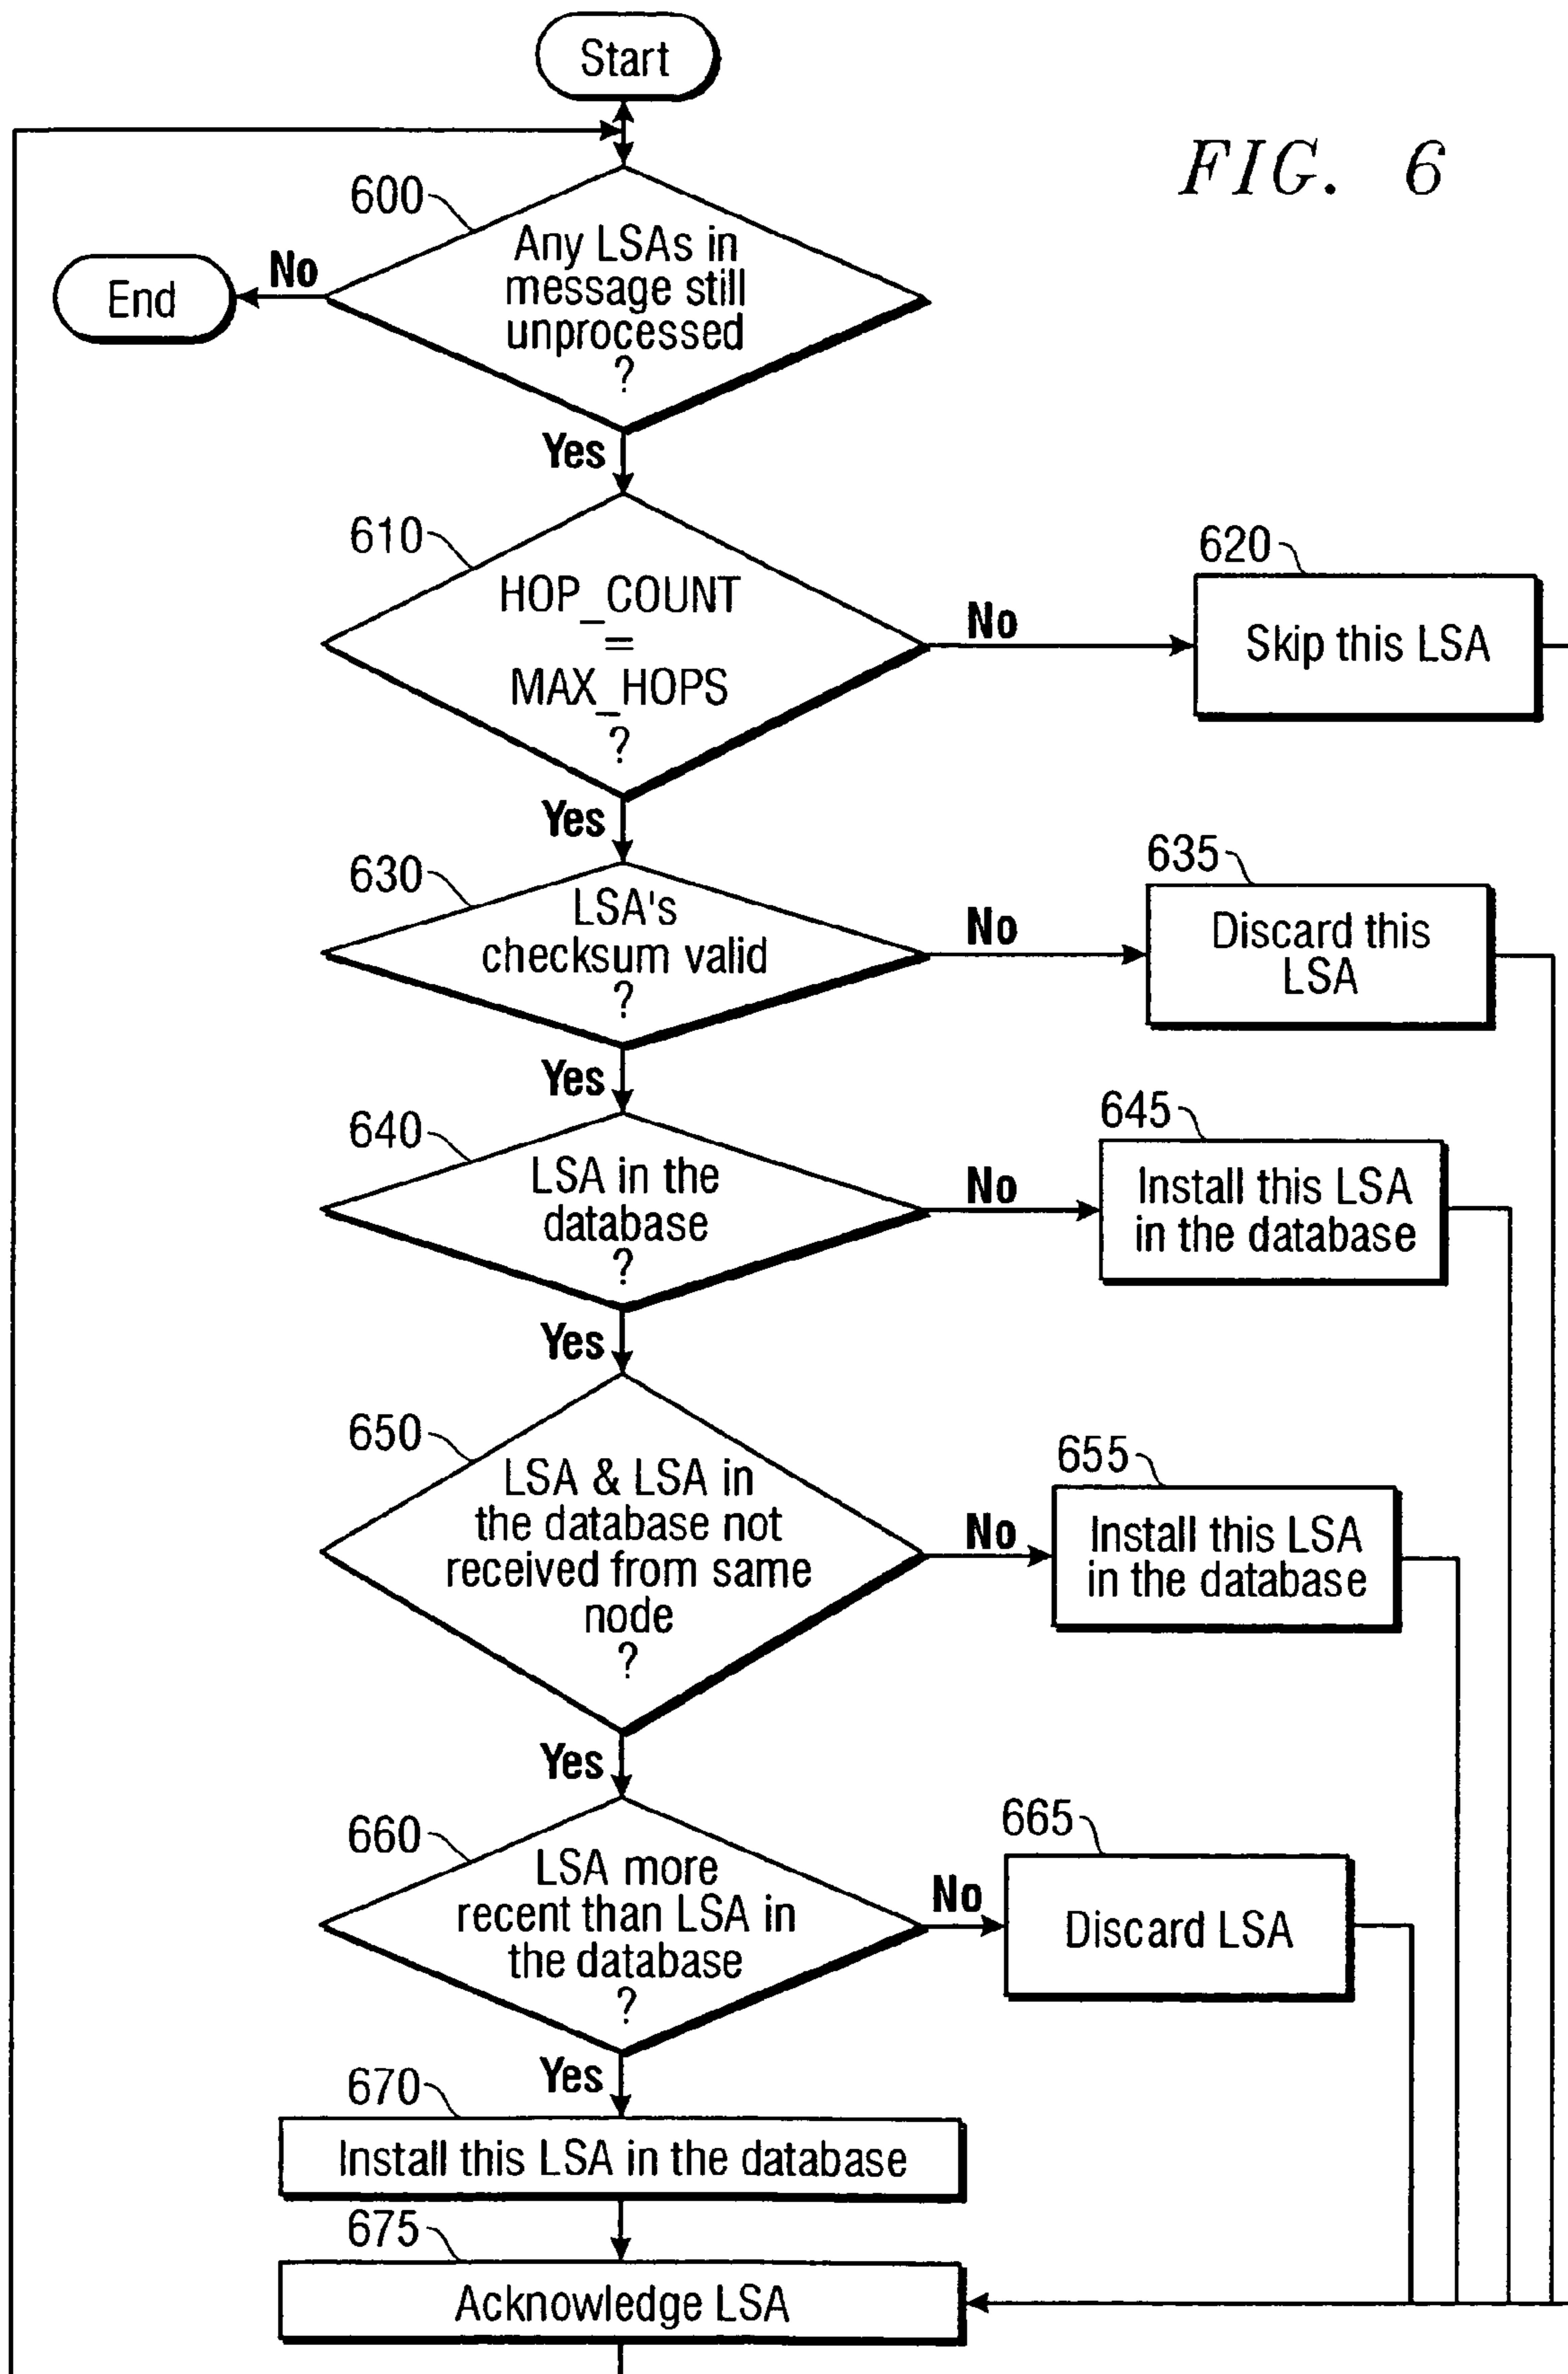 Start
FIG. 6
600
Any LSAs in
message still
unprocessed
?
No
End
Yes
610
HOP_COUNT
=
MAX_HOPS
?
No
620
Skip this LSA
Yes
630
LSA's
checksum valid
?
No
635
Discard this
LSA
Yes
640
LSA in the
database
?
No
645
Install this LSA
in the database
Yes
650
LSA & LSA in
the database not
received from same
node
?
No
655
Install this LSA
in the database
Yes
660
LSA more
recent than LSA in
the database
?
No
665
Discard LSA
Yes
670
Install this LSA in the database
675
Acknowledge LSA